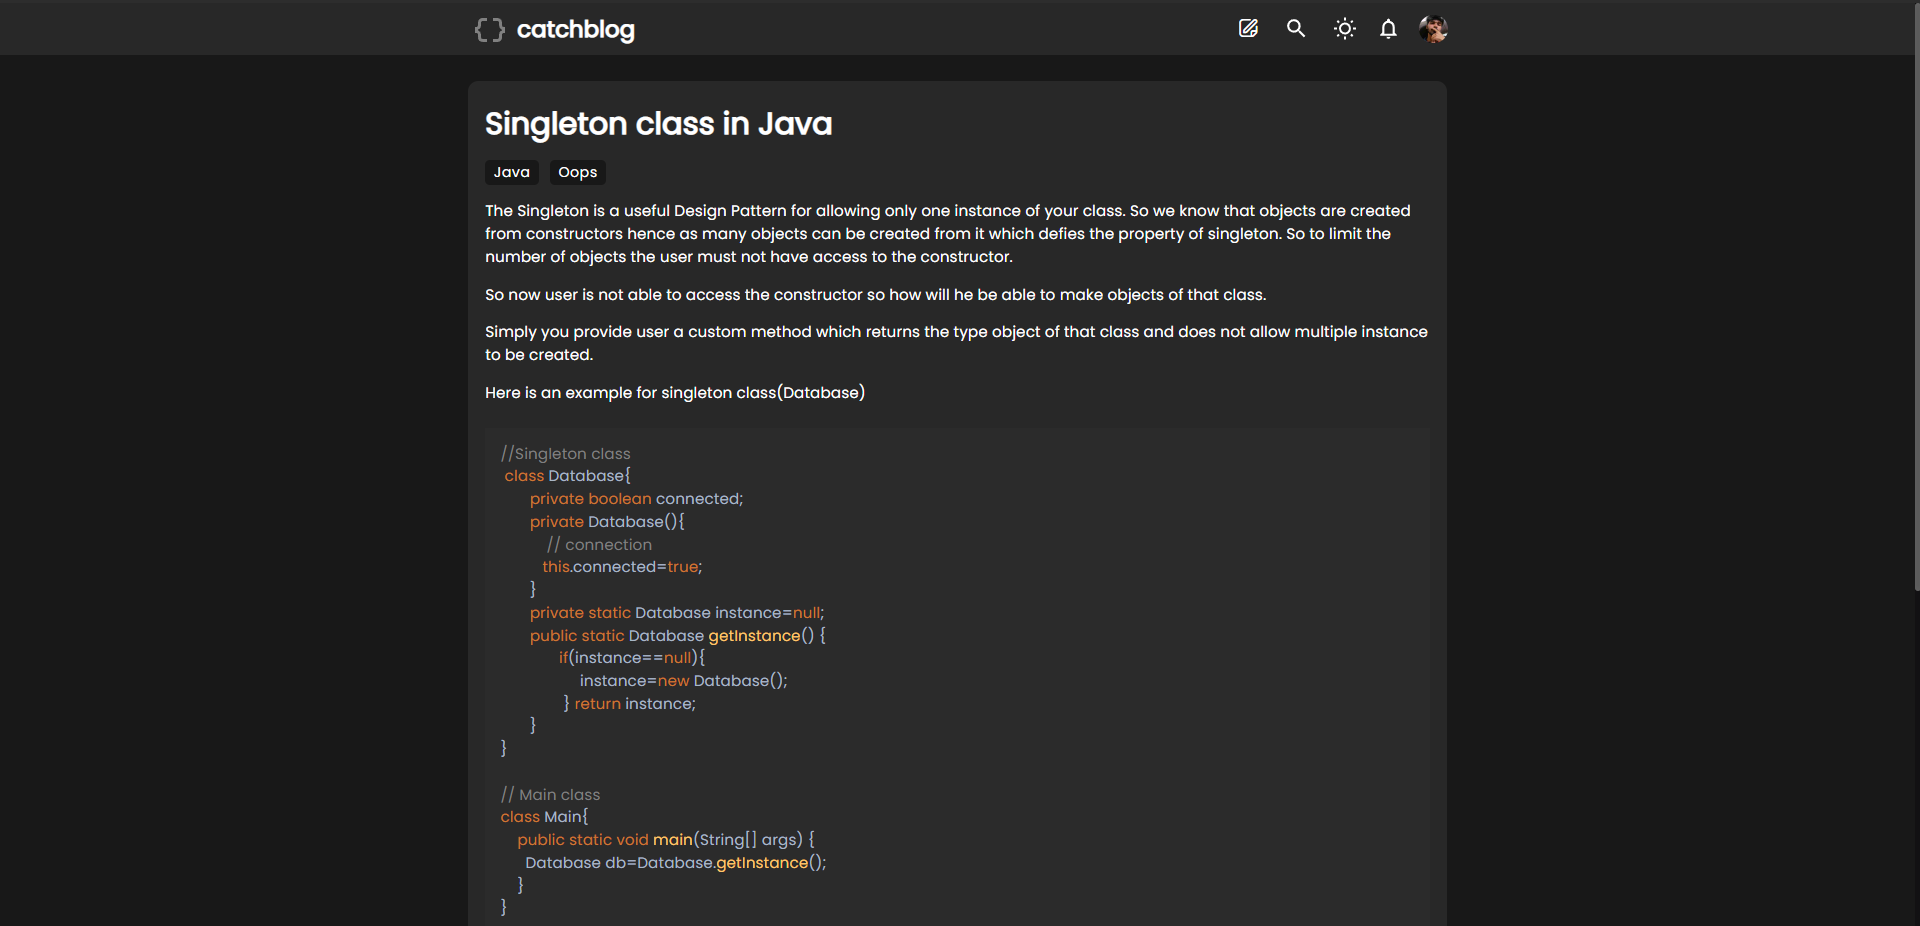 { } catchblog
Singleton class in Java
Java Oops
The Singleton is a useful Design Pattern for allowing only one instance of your class. So we know that objects are created
from constructors hence as many objects can be created from it which defies the property of singleton. So to limit the
number of objects the user must not have access to the constructor.
So now user is not able to access the constructor so how will he be able to make objects of that class.
Simply you provide user a custom method which returns the type object of that class and does not allow multiple instance
to be created.
Here is an example for singleton class(Database)
//Singleton class
class Database{
private boolean connected;
private Database(){
// connection
this.connected=true;
}
private static Database instance=null;
public static Database getInstance() {
if(instance==null){
instance=new Database();
} return instance;
}
}
// Main class
class Main{
public static void main(String[] args) {
Database db=Database.getInstance();
}
}